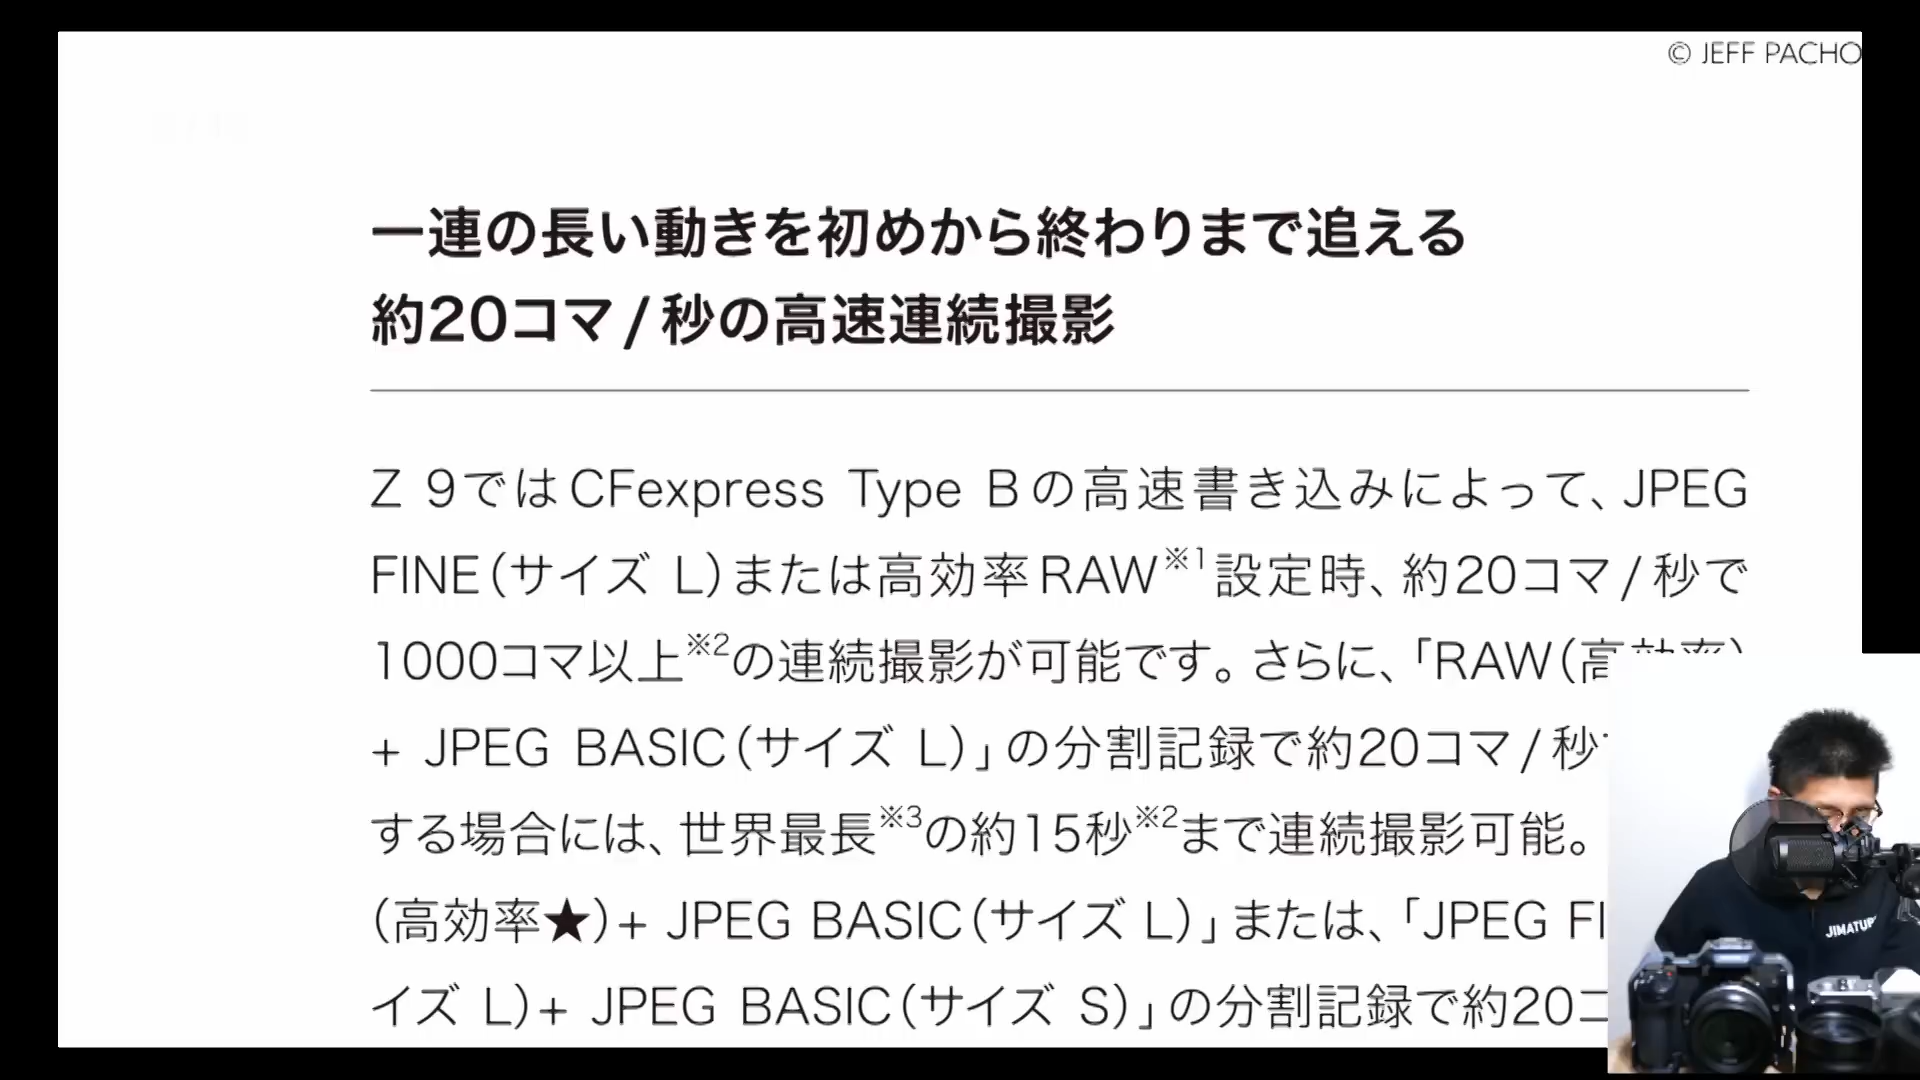 © JEFF PACHO
一連の長い動きを初めから終わりまで追える
約20コマ/秒の高速連続撮影
Z 9ではCFexpress Type Bの高速書き込みによって、JPEG
FINE(サイズ L)または高効率RAW※1設定時、約20コマ/秒で
1000コマ以上※2の連続撮影が可能です。さらに、「RAW(高効率)
+ JPEG BASIC(サイズ L)」の分割記録で約20コマ/秒
する場合には、世界最長※3の約15秒※2まで連続撮影可能。
(高効率★)+ JPEG BASIC(サイズ L)」または、「JPEG FI
イズ L)+ JPEG BASIC(サイズ S)」の分割記録で約20コ
JIMATUP